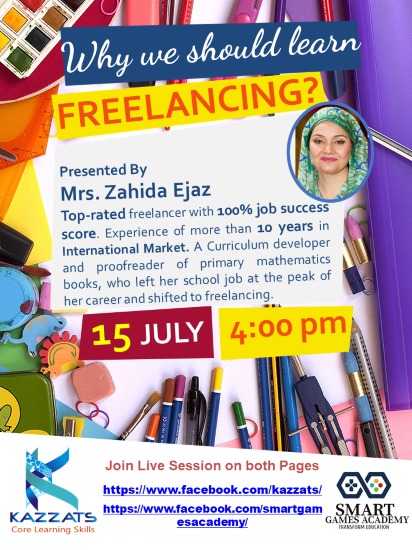 Why we should learn
FREELANCING?
Presented By
Mrs. Zahida Ejaz
Top-rated freelancer with 100% job success
score. Experience of more than 10 years in
International Market. A Curriculum developer
and proofreader of primary mathematics
books, who left her school job at the peak of
her career and shifted to freelancing.
15 JULY
4:00 pm
Join Live Session on both Pages
https://www.facebook.com/kazzats/
https://www.facebook.com/smartgam
esacademy/
KAZZATS
Core Learning Skills
SMART
GAMES ACADEMY
TRANSFORM EDUCATION